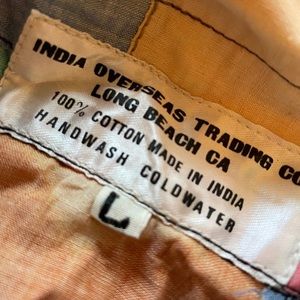 INDIA OVERSEAS TRADING CO
LONG BEACH CA
100% COTTON MADE IN INDIA
HANDWASH COLDWATER
L